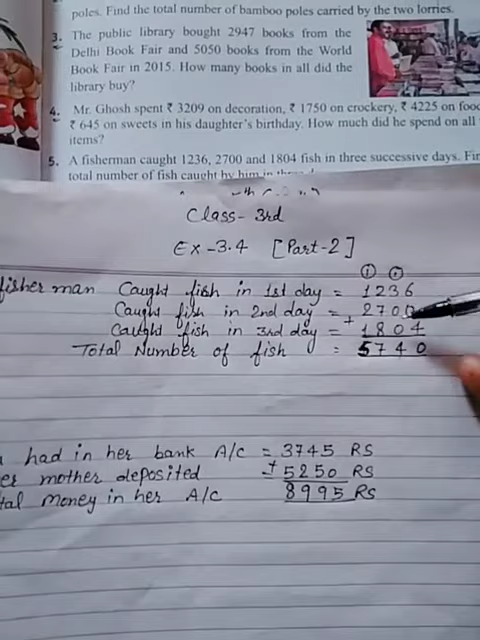 poles. Find the total number of bamboo poles carried by the two lorries.
3. The public library bought 2947 books from the
Delhi Book Fair and 5050 books from the World
Book Fair in 2015. How many books in all did the
library buy?
4. Mr. Ghosh spent ₹ 3209 on decoration, ₹ 1750 on crockery, ₹ 4225 on foo
₹ 645 on sweets in his daughter's birthday. How much did he spend on all
items?
5. A fisherman caught 1236, 2700 and 1804 fish in three successive days. Fin
total number of fish caught by him in
Class- 3rd
Ex-3.4 [Part-2]
1 1
fisher man Caught fish in 1st day = 1236
Caught fish in 2nd day = 2700
Caught fish in 3rd day = + 1804
Total Number of fish = 5740
had in her bank A/c = 3745 RS
er mother deposited + 5250 RS
tal money in her A/c 8995 RS